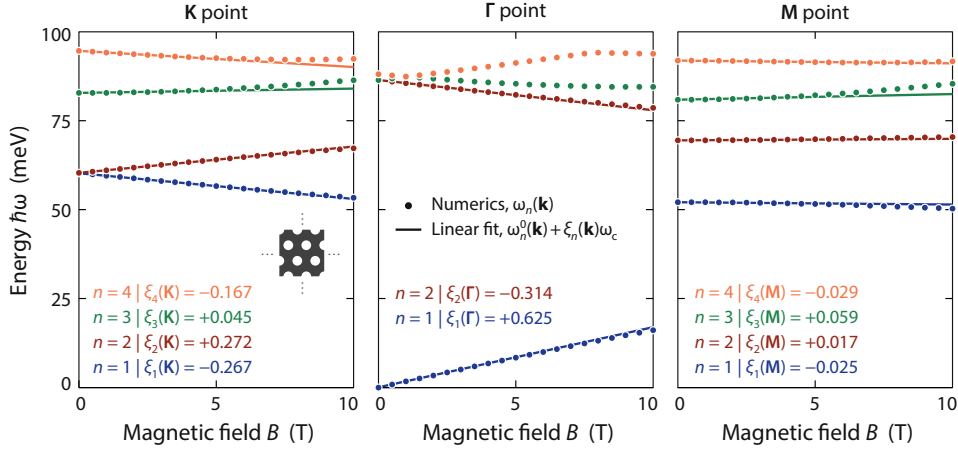 K point
Γ point
M point
Energy ħω (meV)
100
75
50
25
0
n = 4 | ξ₄(K) = −0.167
n = 3 | ξ₃(K) = +0.045
n = 2 | ξ₂(K) = +0.272
n = 1 | ξ₁(K) = −0.267
Numerics, ωₙ(k)
Linear fit, ωₙ⁰(k) + ξₙ(k)ω_c
n = 2 | ξ₂(Γ) = −0.314
n = 1 | ξ₁(Γ) = +0.625
n = 4 | ξ₄(M) = −0.029
n = 3 | ξ₃(M) = +0.059
n = 2 | ξ₂(M) = +0.017
n = 1 | ξ₁(M) = −0.025
0 5 10
0 5 10
0 5 10
Magnetic field B (T)
Magnetic field B (T)
Magnetic field B (T)